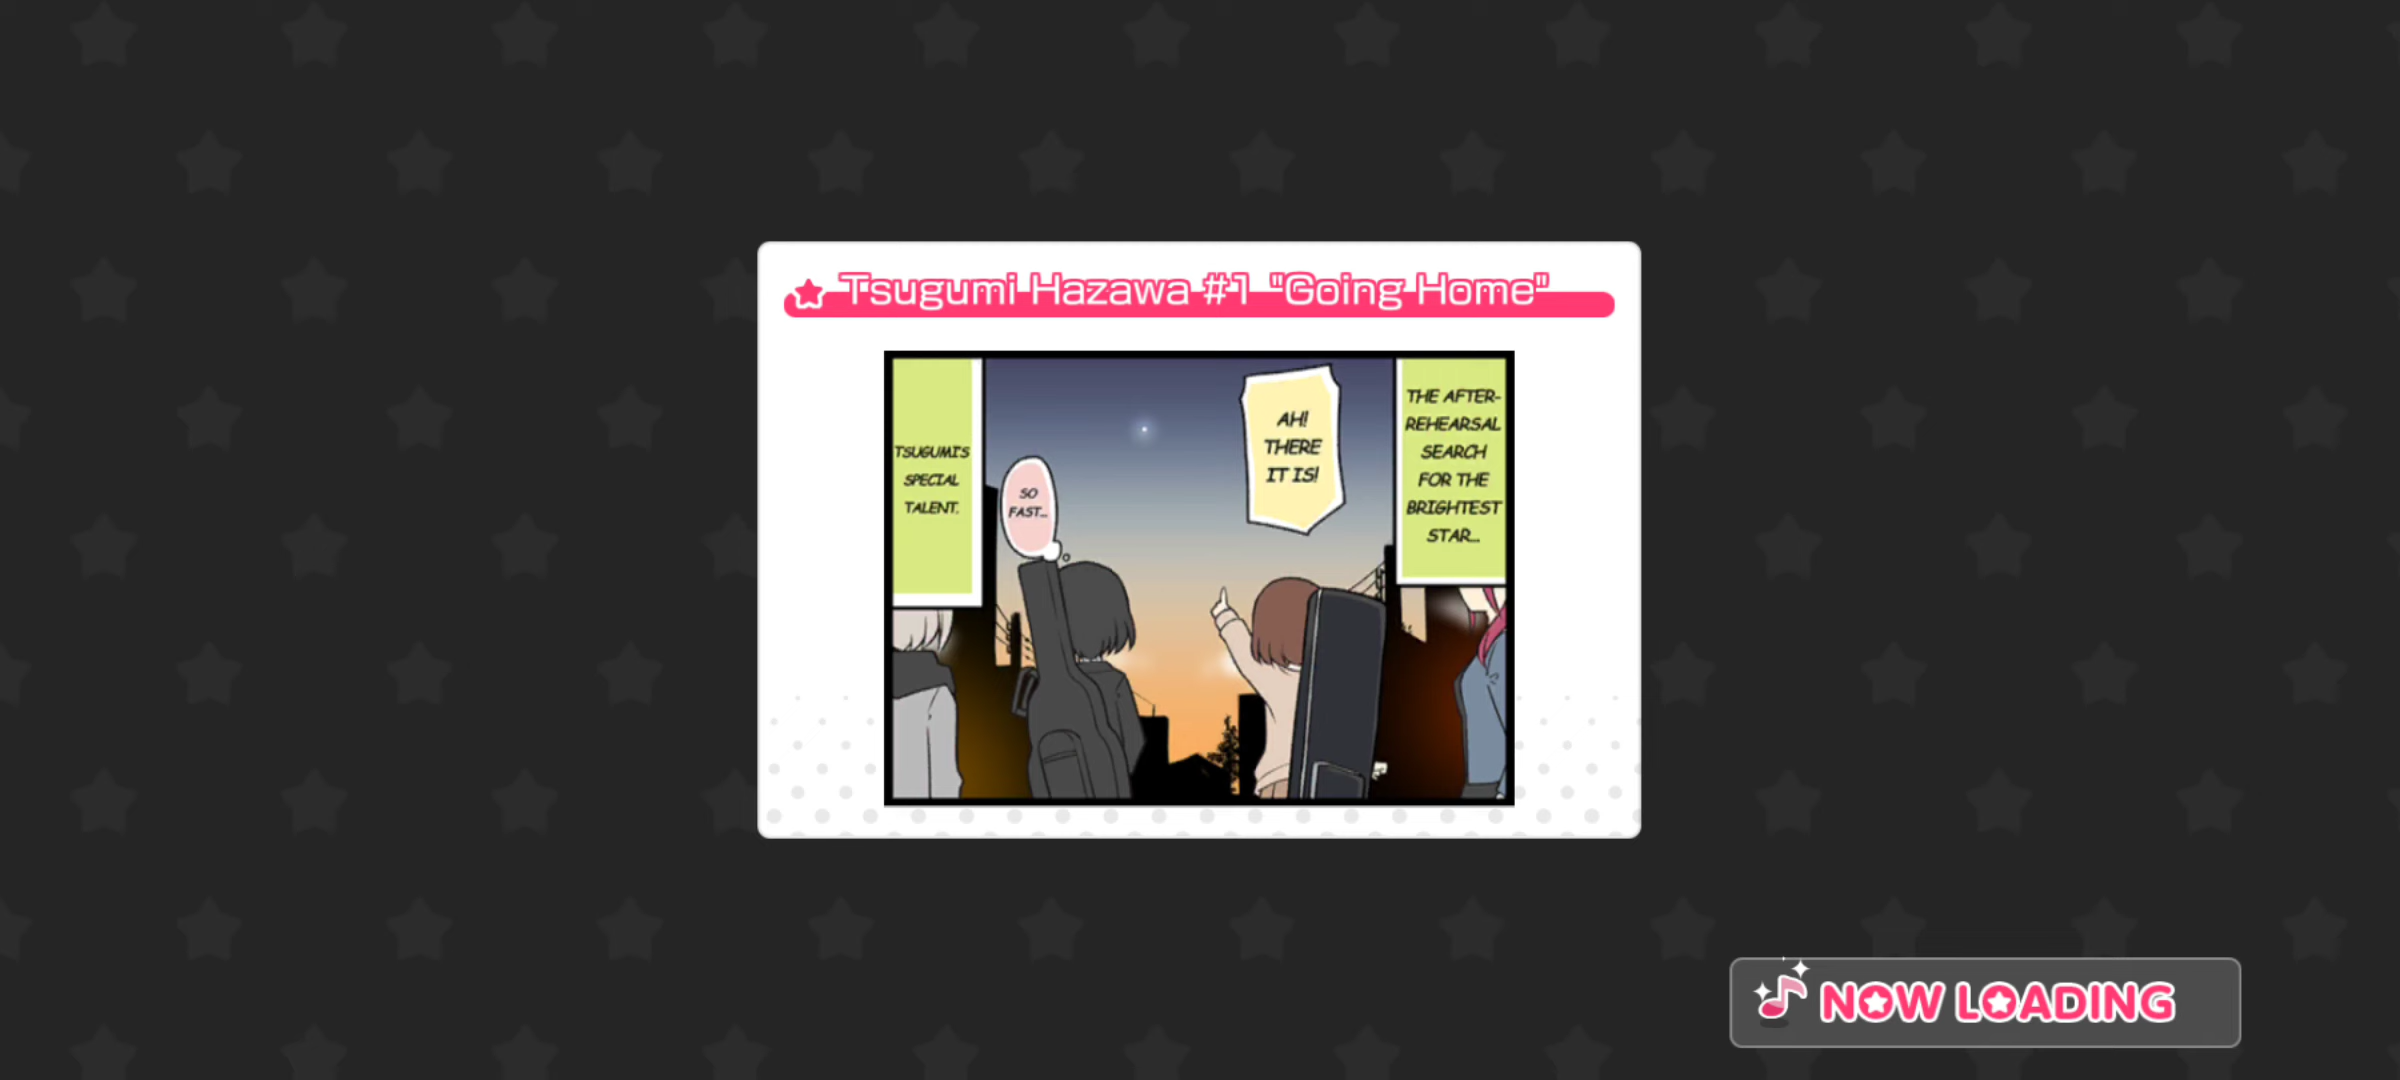 Tsugumi Hazawa #1 "Going Home"
THE AFTER-
REHEARSAL
SEARCH
FOR THE
BRIGHTEST
STAR...
AH!
THERE
IT IS!
SO
FAST...
TSUGUMI'S
SPECIAL
TALENT.
NOW LOADING